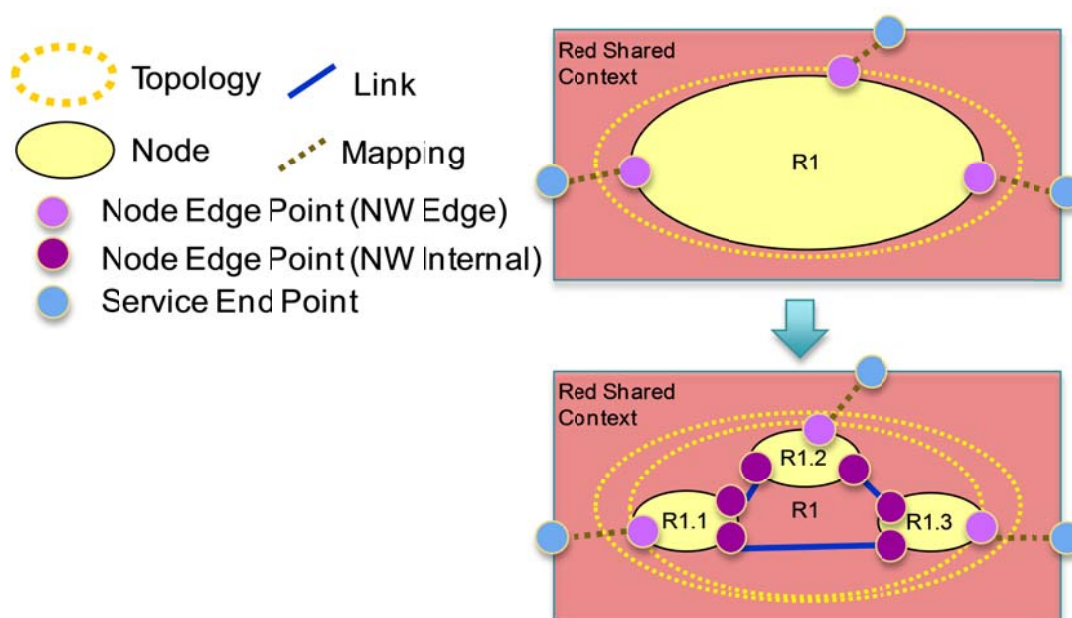 Topology
Link
Node
Mapping
Node Edge Point (NW Edge)
Node Edge Point (NW Internal)
Service End Point
Red Shared
Context
R1
Red Shared
Context
R1.2
R1
R1.1
R1.3